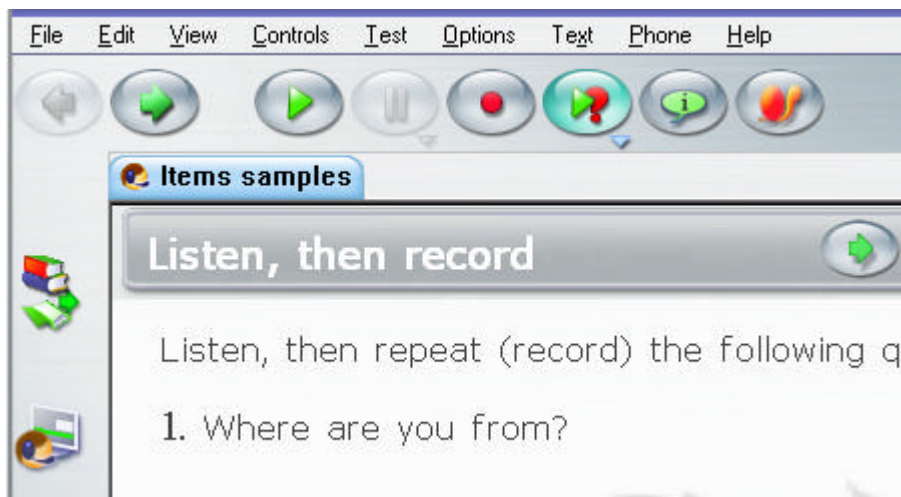 File Edit View Controls Test Options Text Phone Help
Items samples
Listen, then record
Listen, then repeat (record) the following q
1. Where are you from?